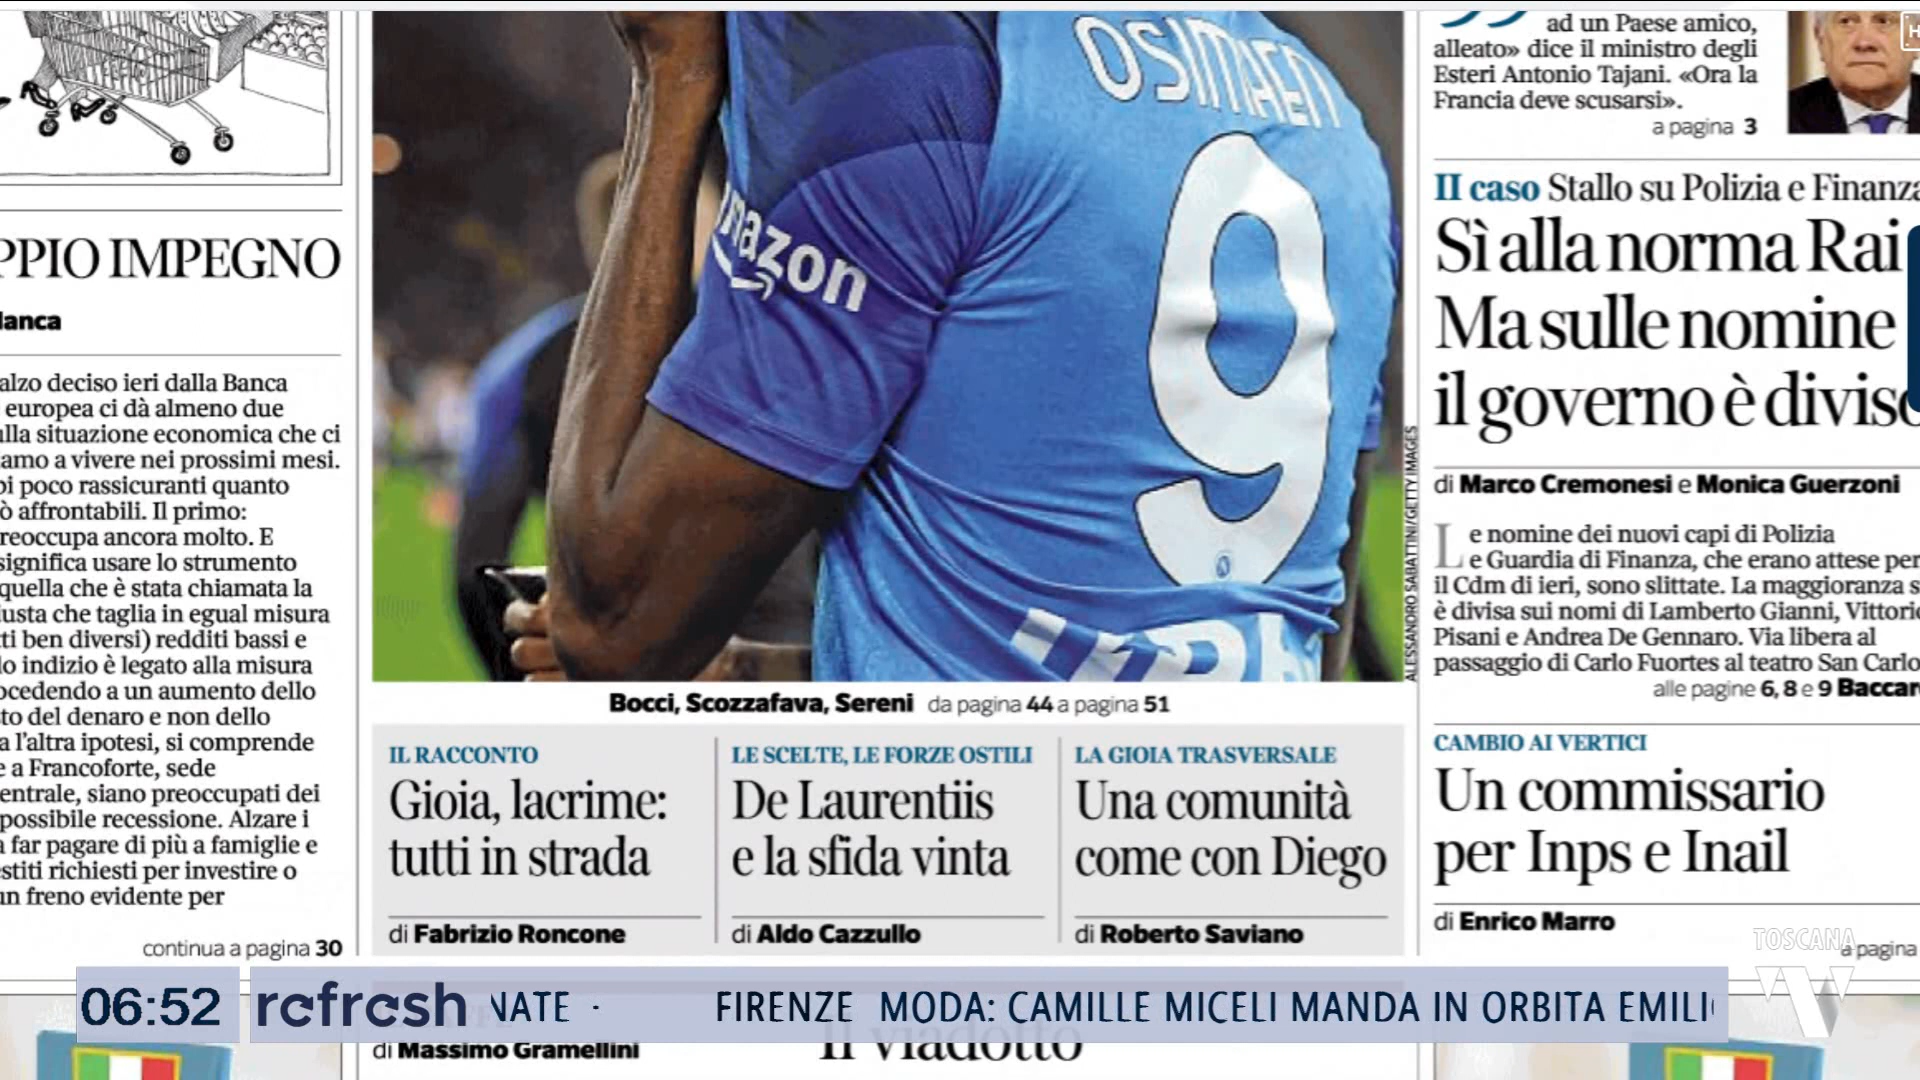 PPIO IMPEGNO
alzo deciso ieri dalla Banca
europea ci dà almeno due
situazione economica che ci
a vivere nei prossimi mesi.
poco rassicuranti quanto
affrontabili. Il primo:
ancora molto. E
significa usare lo strumento
quella che è stata chiamata la
che taglia in egual misura
ben diversi) redditi bassi e
indizio è legato alla misura
a un aumento dello
del denaro e non dello
l'altra ipotesi, si comprende
e a Francoforte, sede
siano preoccupati dei
possibile recessione. Alzare i
a far pagare di più a famiglie e
richiesti per investire o
un freno evidente per
continua a pagina 30
OSIMHEN
9
amazon
ALESSANDRO SABATTINI/GETTY IMAGES
Bocci, Scozzafava, Sereni da pagina 44 a pagina 51
IL RACCONTO
Gioia, lacrime:
tutti in strada
di Fabrizio Roncone
LE SCELTE, LE FORZE OSTILI
De Laurentiis
e la sfida vinta
di Aldo Cazzullo
LA GIOIA TRASVERSALE
Una comunità
come con Diego
di Roberto Saviano
ad un Paese amico,
alleato» dice il ministro degli
Esteri Antonio Tajani. «Ora la
Francia deve scusarsi».
a pagina 3
Il caso Stallo su Polizia e Finanza
Sì alla norma Rai
Ma sulle nomine
il governo è diviso
di Marco Cremonesi e Monica Guerzoni
Le nomine dei nuovi capi di Polizia
e Guardia di Finanza, che erano attese per
il Cdm di ieri, sono slittate. La maggioranza s
è divisa sui nomi di Lamberto Gianni, Vittorio
Pisani e Andrea De Gennaro. Via libera al
passaggio di Carlo Fuortes al teatro San Carlo
alle pagine 6, 8 e 9 Baccar
CAMBIO AI VERTICI
Un commissario
per Inps e Inail
di Enrico Marro
a pagina
TOSCANA
06:52 refresh NATE · FIRENZE MODA: CAMILLE MICELI MANDA IN ORBITA EMILI
di Massimo Gramellini
Il viadotto